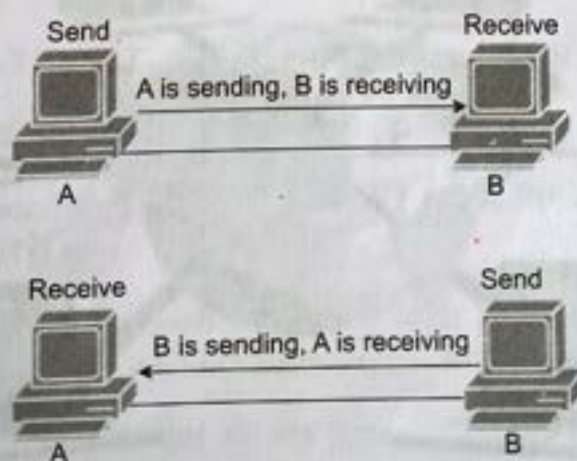 Send
Receive
A is sending, B is receiving
A
B
Receive
Send
B is sending, A is receiving
A
B